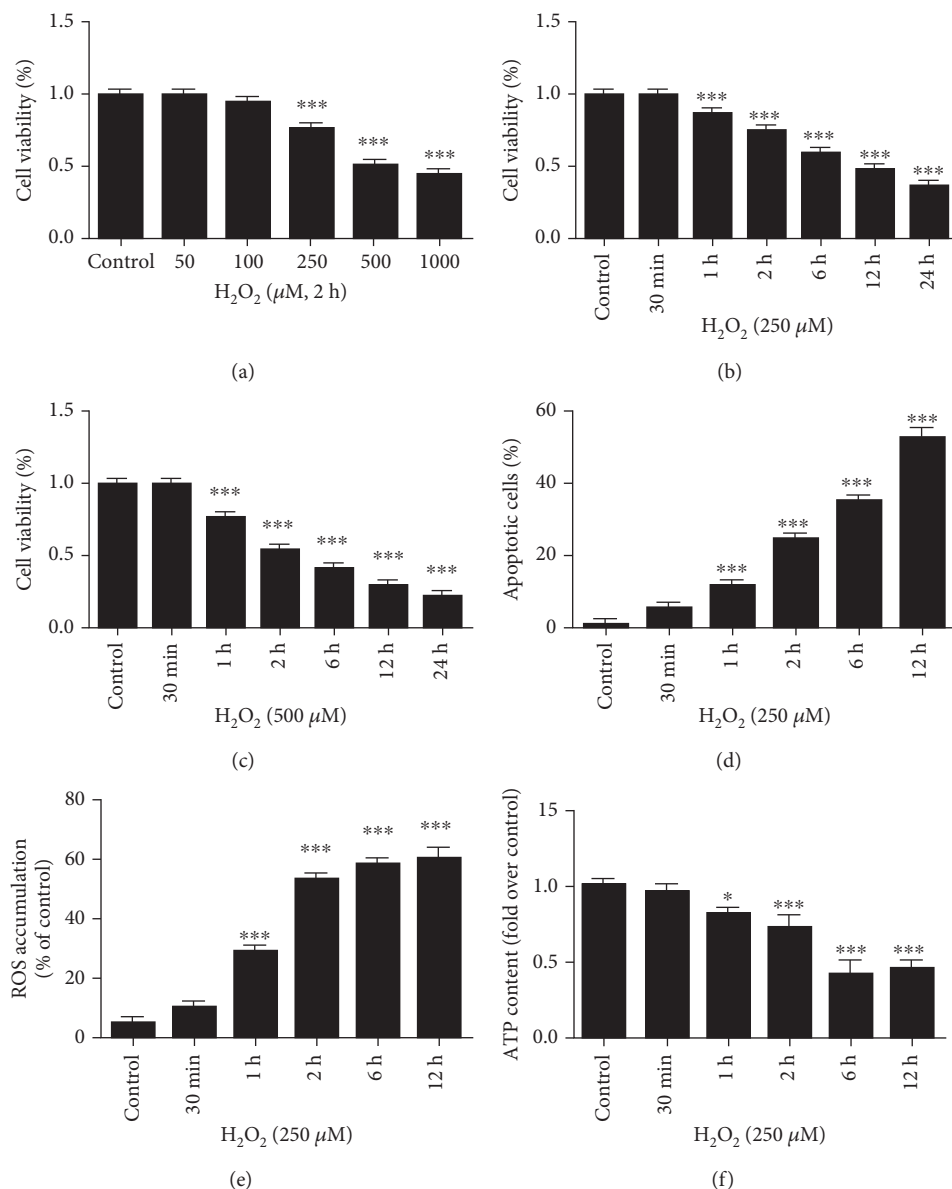 1.5
1.0
0.5
0.0
Cell viability (%)
***
***
***
Control 50 100 250 500 1000
H₂O₂ (μM, 2 h)
(a)
1.5
1.0
0.5
0.0
Cell viability (%)
***
***
***
***
***
Control
30 min
1 h
2 h
6 h
12 h
24 h
H₂O₂ (250 μM)
(b)
1.5
1.0
0.5
0.0
Cell viability (%)
***
***
***
***
***
Control
30 min
1 h
2 h
6 h
12 h
24 h
H₂O₂ (500 μM)
(c)
60
40
20
0
Apoptotic cells (%)
***
***
***
***
Control
30 min
1 h
2 h
6 h
12 h
H₂O₂ (250 μM)
(d)
80
60
40
20
0
ROS accumulation
(% of control)
***
***
***
***
Control
30 min
1 h
2 h
6 h
12 h
H₂O₂ (250 μM)
(e)
15
1.0
0.5
0.0
ATP content (fold over control)
*
***
***
***
Control
30 min
1 h
2 h
6 h
12 h
H₂O₂ (250 μM)
(f)